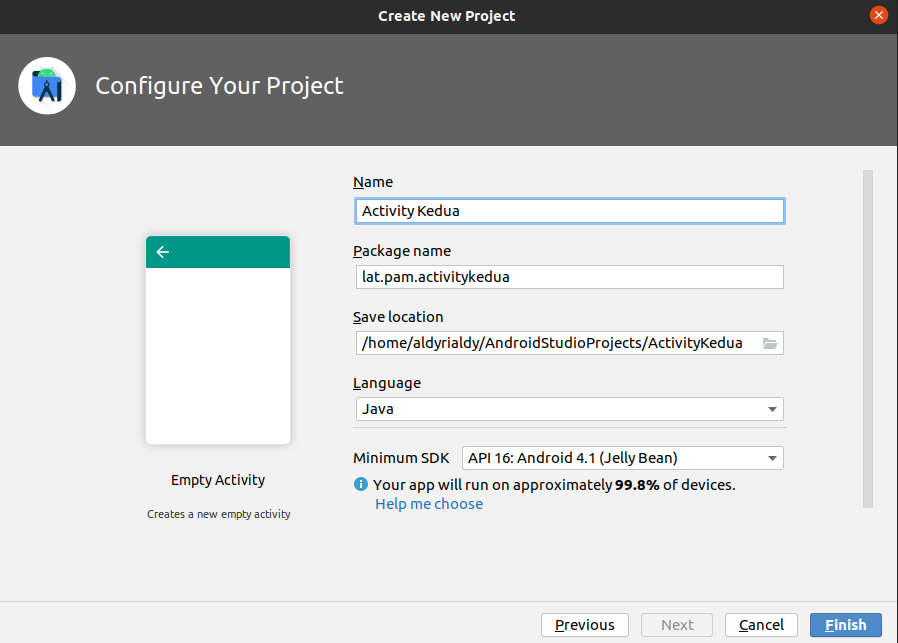 Create New Project
Configure Your Project
Name
Activity Kedua
Package name
lat.pam.activitykedua
Save location
/home/aldyrialdy/AndroidStudioProjects/ActivityKedua
Language
Java
Minimum SDK API 16: Android 4.1 (Jelly Bean)
Your app will run on approximately 99.8% of devices.
Help me choose
Empty Activity
Creates a new empty activity
Previous Next Cancel Finish